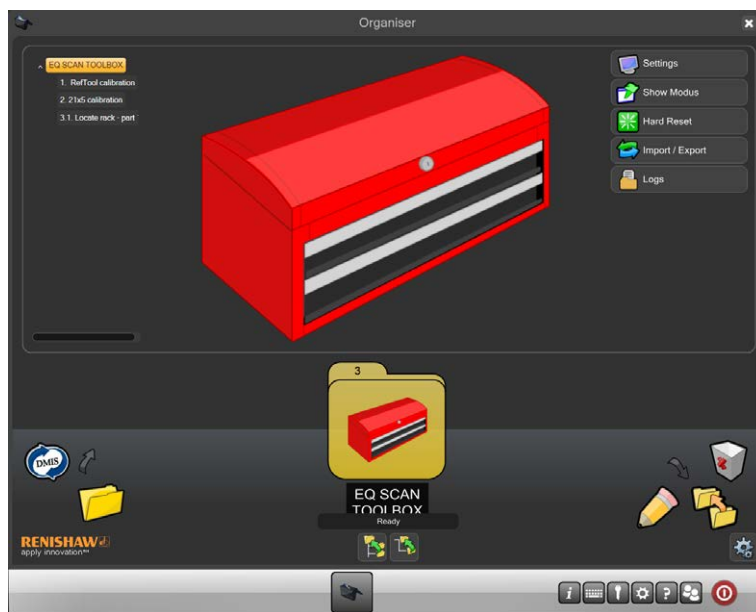 Organiser
EQ SCAN TOOLBOX
1. RefTool calibration
2. 21x5 calibration
3.1. Locate rack - part
Settings
Show Modus
Hard Reset
Import / Export
Logs
3
DMIS
EQ SCAN
TOOLBOX
Ready
RENISHAW
apply innovation™